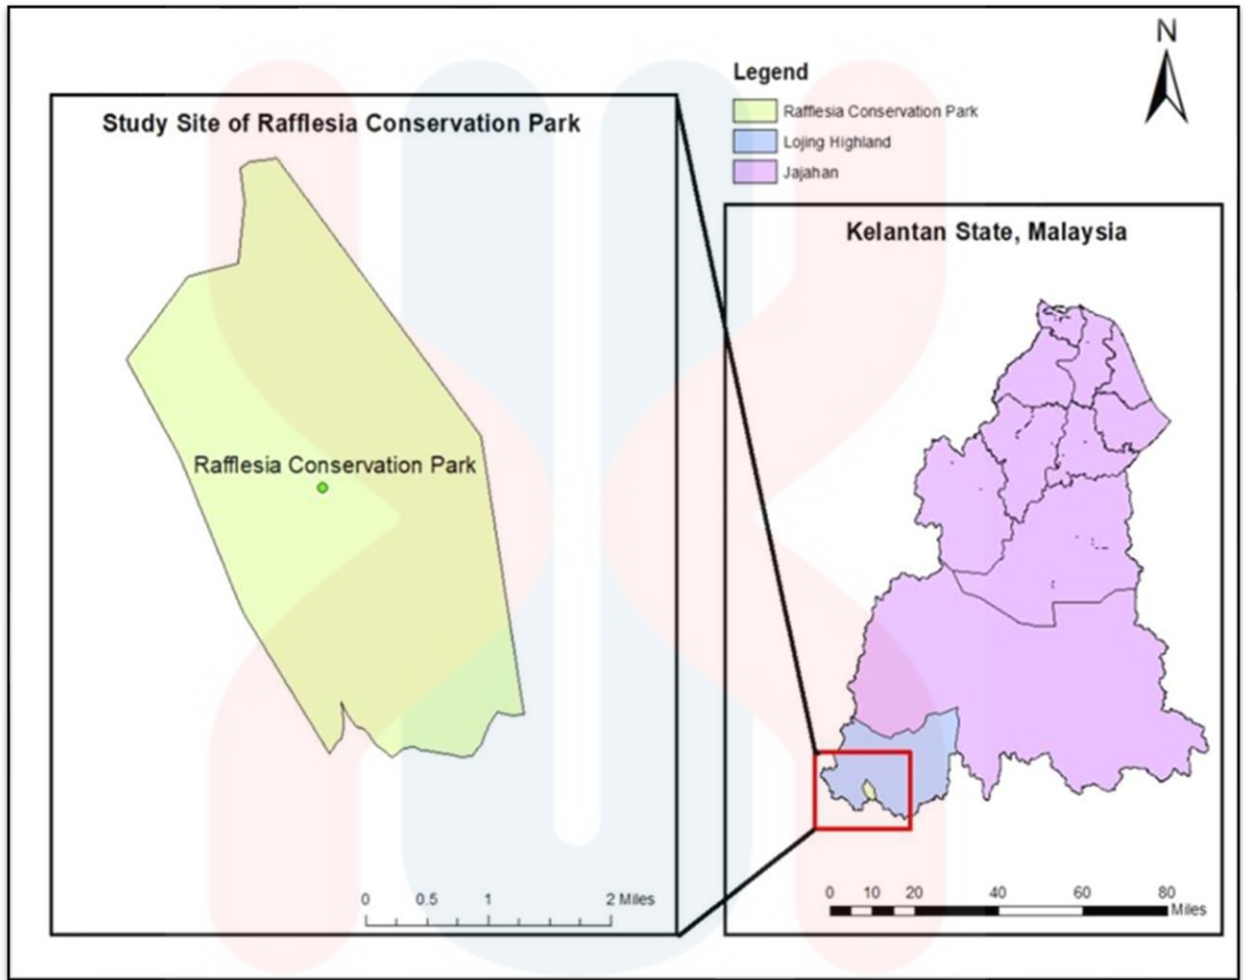 N
Legend
Rafflesia Conservation Park
Lojing Highland
Jajahan
Study Site of Rafflesia Conservation Park
Rafflesia Conservation Park
0 0.5 1 2 Miles
Kelantan State, Malaysia
0 10 20 40 60 80
Miles